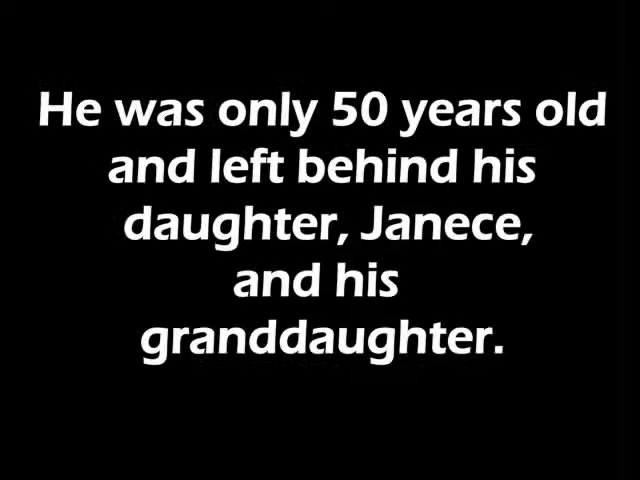 He was only 50 years old
and left behind his
daughter, Janece,
and his
granddaughter.